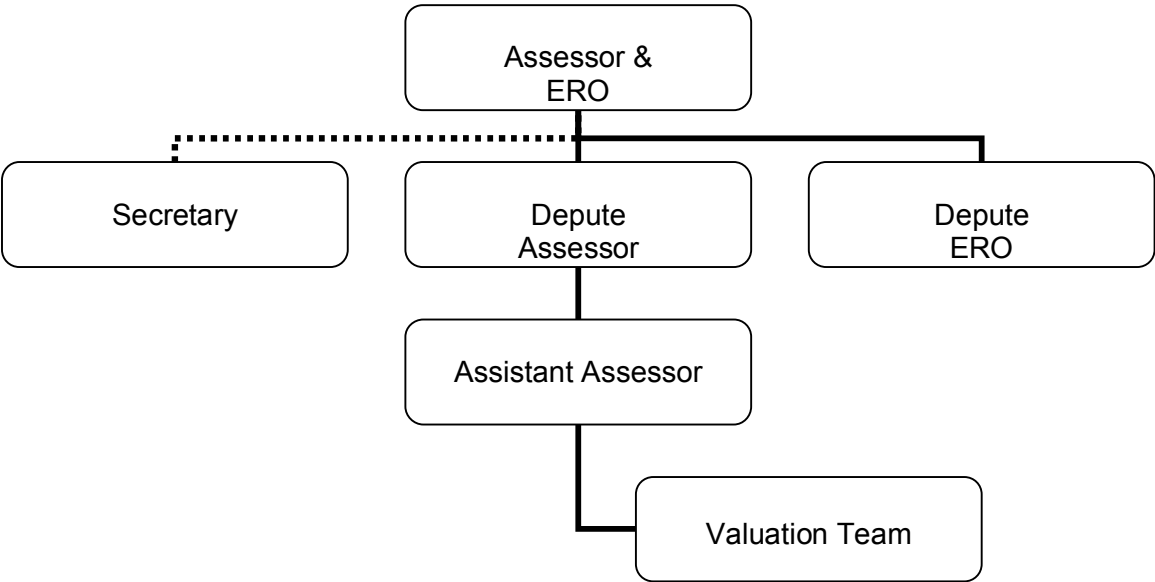 Assessor &
ERO
Secretary
Depute
Assessor
Depute
ERO
Assistant Assessor
Valuation Team